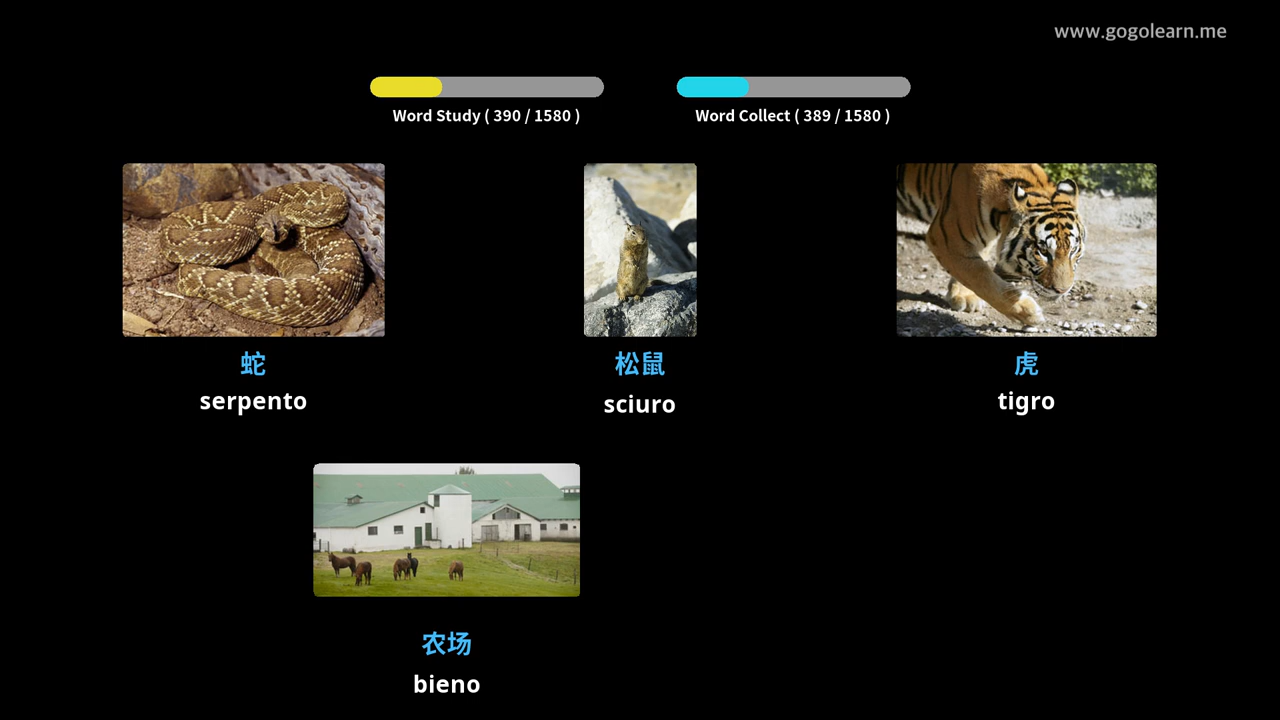 www.gogolearn.me
Word Study ( 390 / 1580 )
Word Collect ( 389 / 1580 )
蛇
松鼠
虎
serpento
sciuro
tigro
农场
bieno